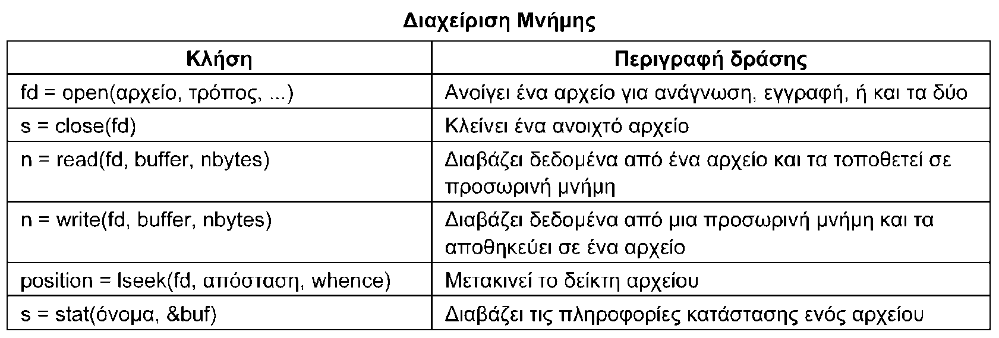 Διαχείριση Μνήμης
Κλήση
Περιγραφή δράσης
fd = open(αρχείο, τρόπος, ...)
Ανοίγει ένα αρχείο για ανάγνωση, εγγραφή, ή και τα δύο
s = close(fd)
Κλείνει ένα ανοιχτό αρχείο
n = read(fd, buffer, nbytes)
Διαβάζει δεδομένα από ένα αρχείο και τα τοποθετεί σε
προσωρινή μνήμη
n = write(fd, buffer, nbytes)
Διαβάζει δεδομένα από μια προσωρινή μνήμη και τα
αποθηκεύει σε ένα αρχείο
position = lseek(fd, απόσταση, whence)
Μετακινεί το δείκτη αρχείου
s = stat(όνομα, &buf)
Διαβάζει τις πληροφορίες κατάστασης ενός αρχείου